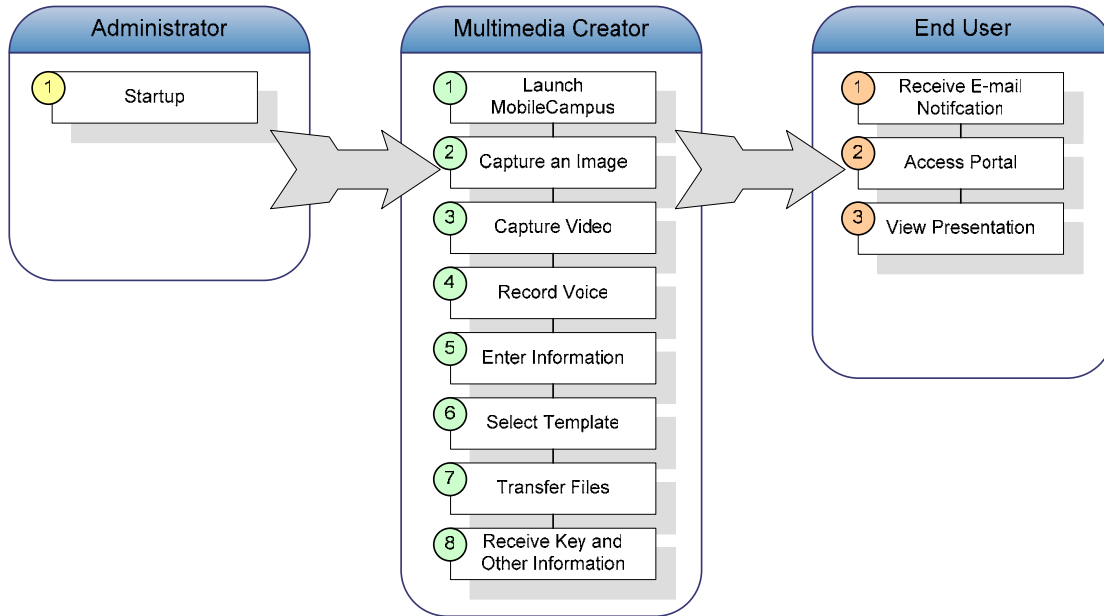 Administrator
1
Startup
Multimedia Creator
1
Launch
MobileCampus
2
Capture an Image
3
Capture Video
4
Record Voice
5
Enter Information
6
Select Template
7
Transfer Files
8
Receive Key and
Other Information
End User
1
Receive E-mail
Notifcation
2
Access Portal
3
View Presentation